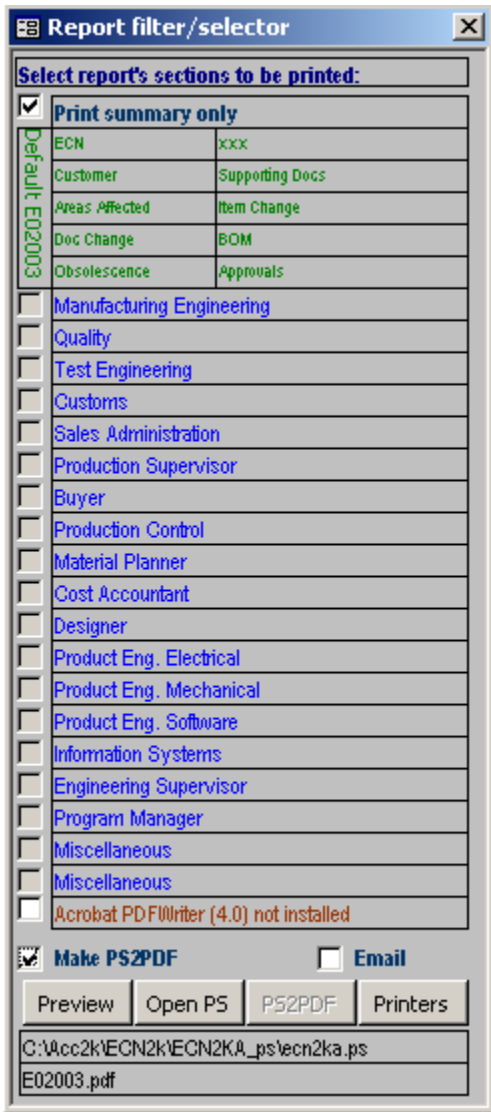 Report filter/selector
Select report's sections to be printed:
Print summary only
Default E02003
ECN xxx
Customer Supporting Docs
Areas Affected Item Change
Doc Change BOM
Obsolescence Approvals
Manufacturing Engineering
Quality
Test Engineering
Customs
Sales Administration
Production Supervisor
Buyer
Production Control
Material Planner
Cost Accountant
Designer
Product Eng. Electrical
Product Eng. Mechanical
Product Eng. Software
Information Systems
Engineering Supervisor
Program Manager
Miscellaneous
Miscellaneous
Acrobat PDFWriter (4.0) not installed
Make PS2PDF Email
Preview Open PS PS2PDF Printers
C:\Acc2k\ECN2k\ECN2KA_ps\ecn2ka.ps
E02003.pdf